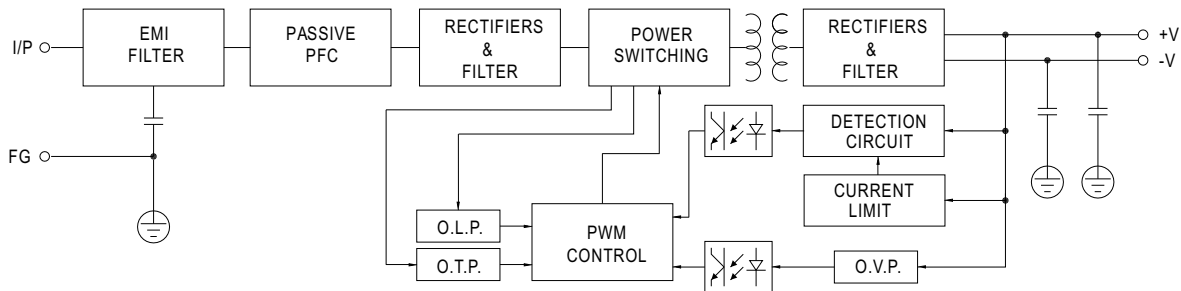 I/P
EMI
FILTER
PASSIVE
PFC
RECTIFIERS
&
FILTER
POWER
SWITCHING
RECTIFIERS
&
FILTER
+V
-V
FG
DETECTION
CIRCUIT
CURRENT
LIMIT
O.L.P.
O.T.P.
PWM
CONTROL
O.V.P.